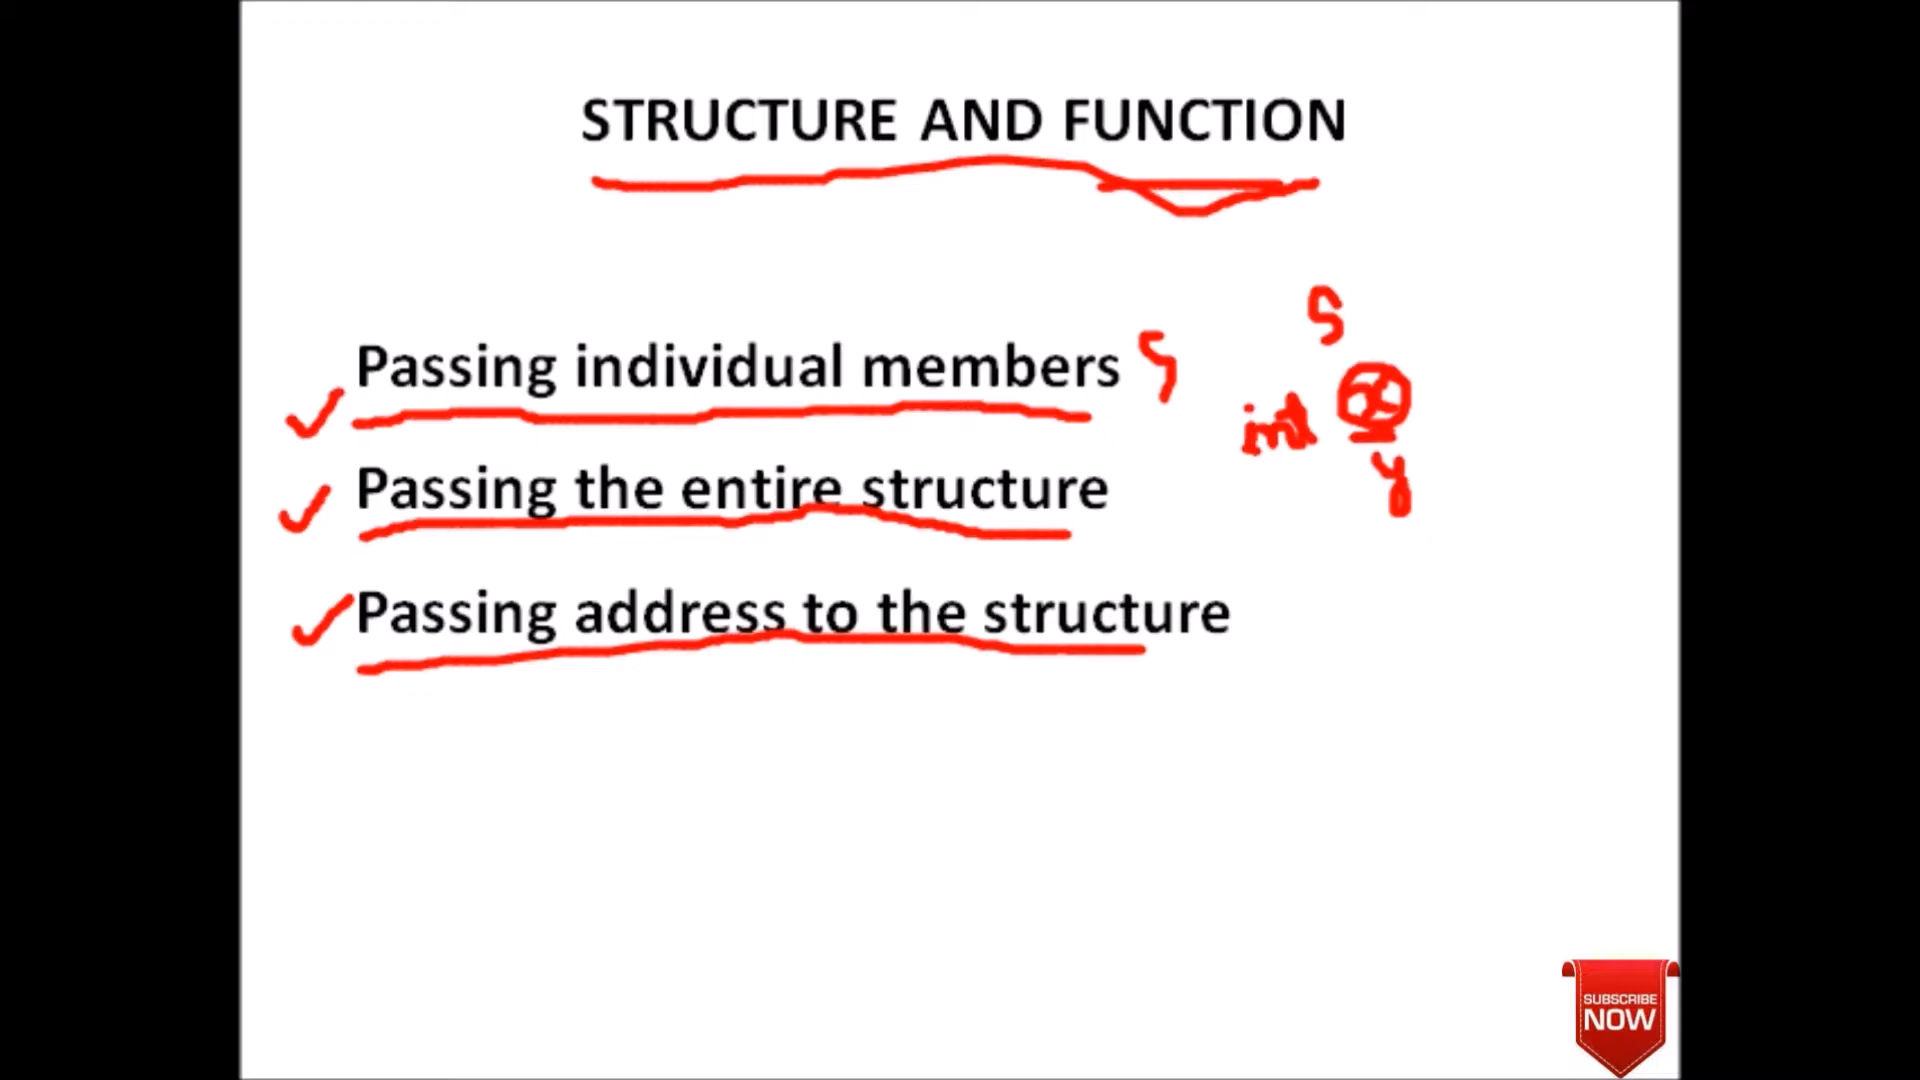 STRUCTURE AND FUNCTION
Passing individual members
S
int x
y
Passing the entire structure
Passing address to the structure
SUBSCRIBE
NOW